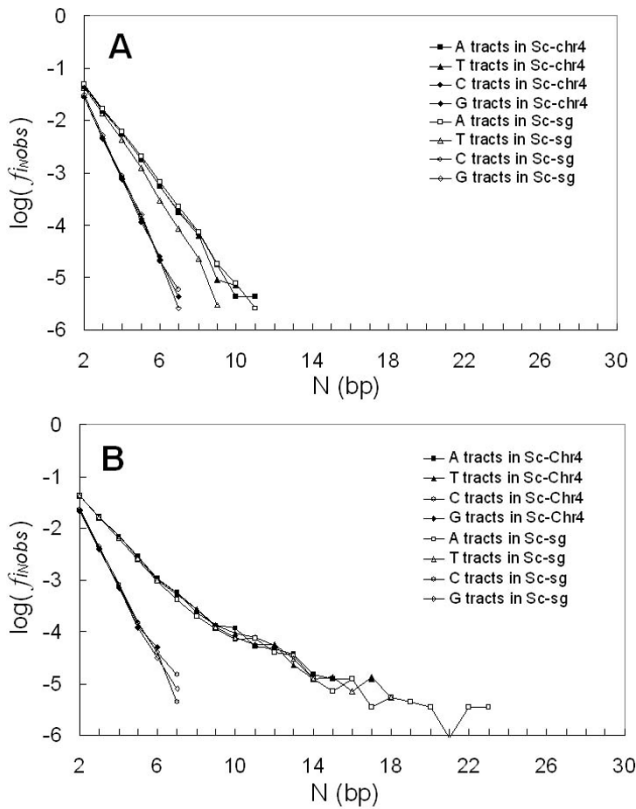 A
0
-1
-2
-3
-4
-5
-6
log(fiNobs)
A tracts in Sc-chr4
T tracts in Sc-chr4
C tracts in Sc-chr4
G tracts in Sc-chr4
A tracts in Sc-sg
T tracts in Sc-sg
C tracts in Sc-sg
G tracts in Sc-sg
2 6 10 14 18 22 26 30
N (bp)
B
0
-1
-2
-3
-4
-5
-6
log(fiNobs)
A tracts in Sc-Chr4
T tracts in Sc-Chr4
C tracts in Sc-Chr4
G tracts in Sc-Chr4
A tracts in Sc-sg
T tracts in Sc-sg
C tracts in Sc-sg
G tracts in Sc-sg
2 6 10 14 18 22 26 30
N (bp)